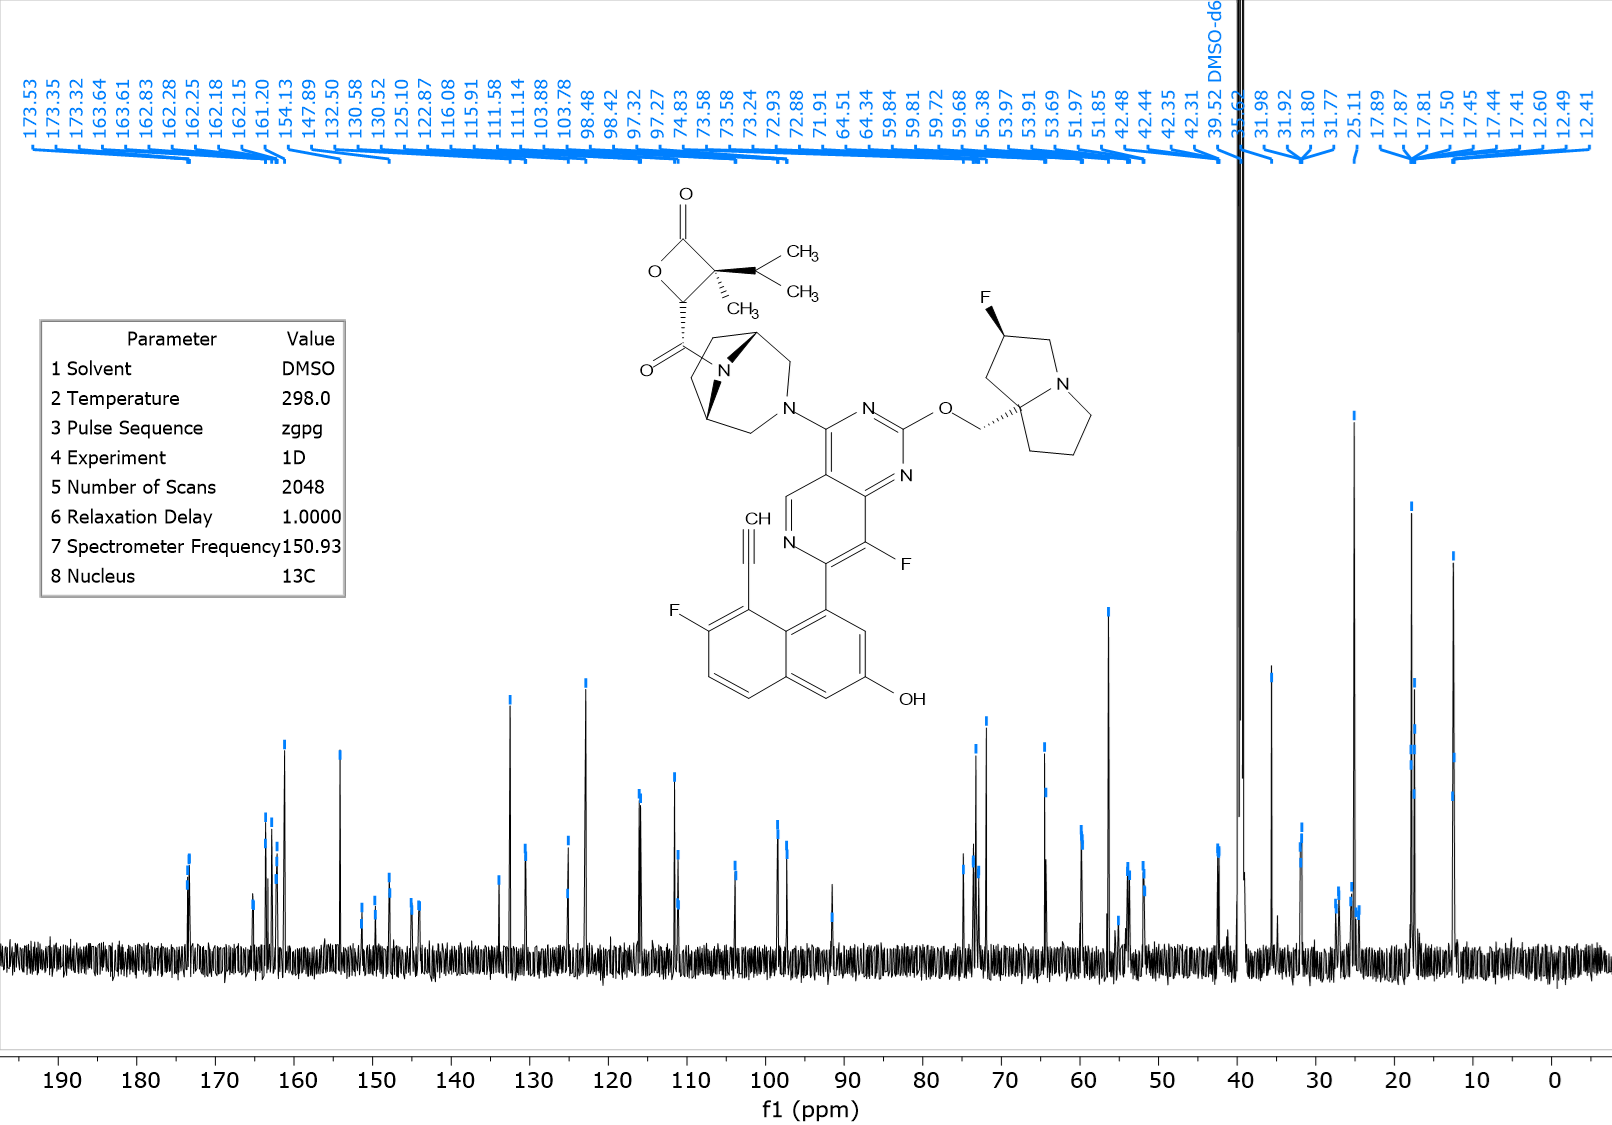 173.53
173.35
173.32
163.64
163.61
162.83
162.28
162.25
162.18
162.15
161.20
154.13
147.89
132.50
130.58
130.52
125.10
122.87
116.08
115.91
111.58
111.14
103.88
103.78
98.48
98.42
97.32
97.27
74.83
73.58
73.58
73.24
72.93
72.88
71.91
64.51
64.34
59.84
59.81
59.72
59.68
56.38
53.97
53.91
53.69
51.97
51.85
42.48
42.44
42.35
42.31
39.52 DMSO-d6
31.98
31.92
31.80
31.77
25.11
17.89
17.87
17.81
17.50
17.45
17.44
17.41
12.60
12.49
12.41
O
O
CH3
CH3
CH3
O
N
N
N
O
N
F
N
CH
N
F
F
OH
Parameter Value
1 Solvent DMSO
2 Temperature 298.0
3 Pulse Sequence zgpg
4 Experiment 1D
5 Number of Scans 2048
6 Relaxation Delay 1.0000
7 Spectrometer Frequency 150.93
8 Nucleus 13C
190 180 170 160 150 140 130 120 110 100 90 80 70 60 50 40 30 20 10 0
f1 (ppm)